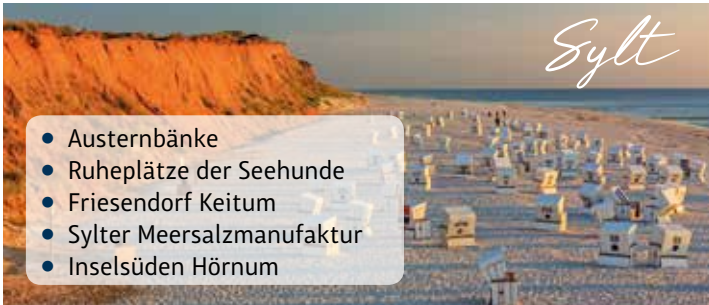 Sylt
• Austernbänke
• Ruheplätze der Seehunde
• Friesendorf Keitum
• Sylter Meersalzmanufaktur
• Inselsüden Hörnum